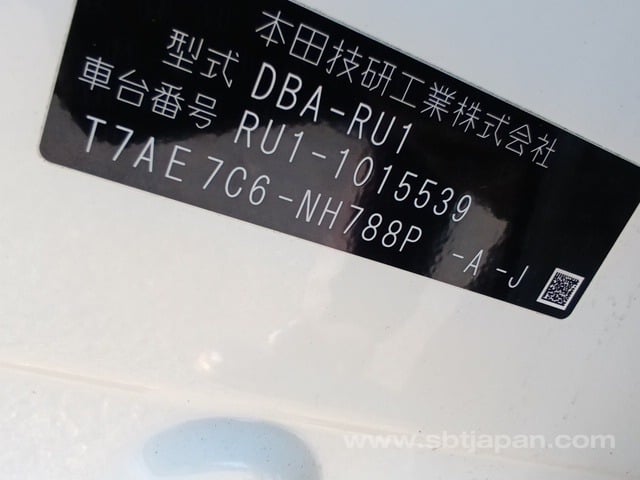 本田技研工業株式会社
型式 DBA-RU1
車台番号 RU1-1015539
T7AE 7C6-NH788P -A-J
www.sbtjapan.com